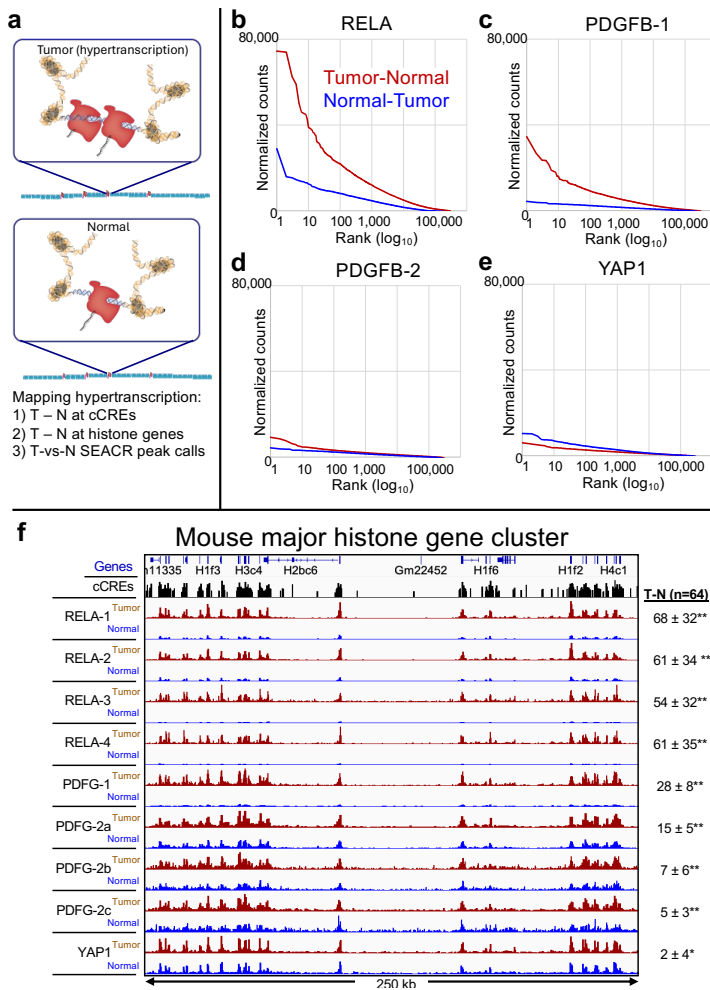 a
Tumor (hypertranscription)
Normal
Mapping hypertranscription:
1) T – N at cCREs
2) T – N at histone genes
3) T-vs-N SEACR peak calls
b
RELA
80,000
Normalized counts
Tumor-Normal
Normal-Tumor
0
1 10 100 1,000 100,000
Rank (log10)
c
PDGFB-1
80,000
Normalized counts
0
1 10 100 1,000 100,000
Rank (log10)
d
PDGFB-2
80,000
Normalized counts
0
1 10 100 1,000 100,000
Rank (log10)
e
YAP1
80,000
Normalized counts
0
1 10 100 1,000 100,000
Rank (log10)
f
Mouse major histone gene cluster
Genes
n11335 H1f3 H3c4 H2bc6 Gm22452 H1f6 H1f2 H4c1
cCREs
T-N (n=64)
RELA-1 Tumor Normal 68 ± 32**
RELA-2 Tumor Normal 61 ± 34 **
RELA-3 Tumor Normal 54 ± 32**
RELA-4 Tumor Normal 61 ± 35**
PDFG-1 Tumor Normal 28 ± 8**
PDFG-2a Tumor Normal 15 ± 5**
PDFG-2b Tumor Normal 7 ± 6**
PDFG-2c Tumor Normal 5 ± 3**
YAP1 Tumor Normal 2 ± 4*
250 kb